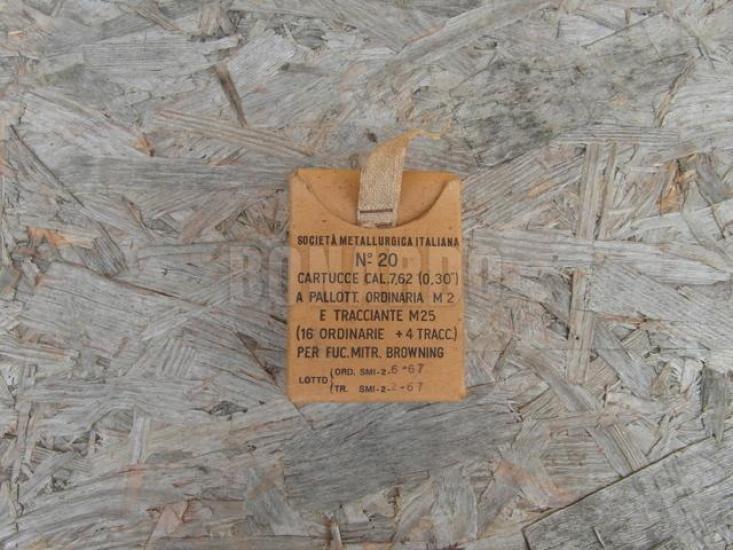 SOCIETÀ METALLURGICA ITALIANA
Nº 20
CARTUCCE CAL.7,62 (0,30")
A PALLOTT. ORDINARIA M 2
E TRACCIANTE M25
(16 ORDINARIE + 4 TRACC.)
PER FUC.MITR. BROWNING
LOTTO { ORD. SMI-2-6-67
TR. SMI-2-2-67